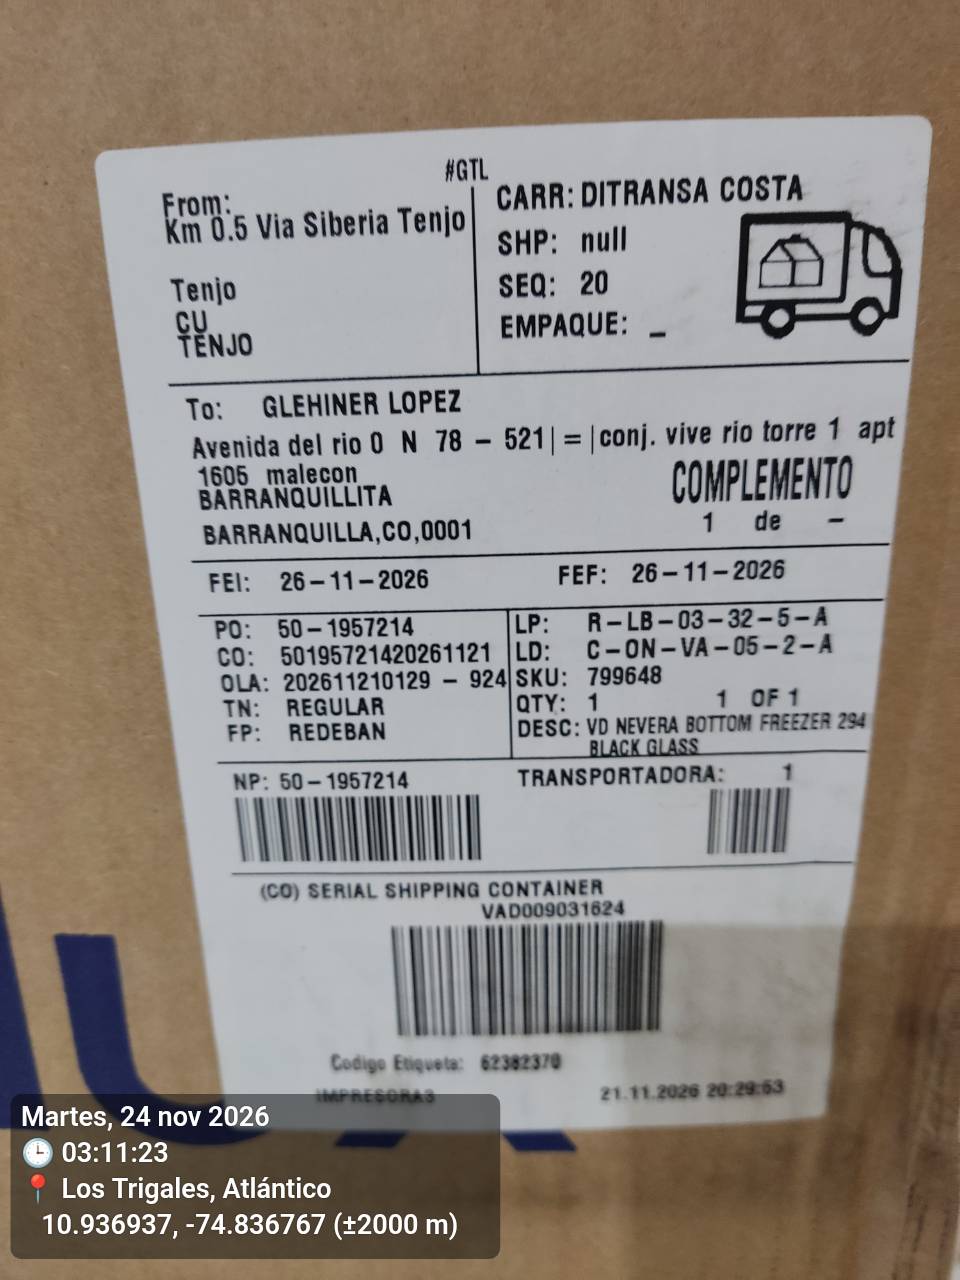 #GTL
From:
Km 0.5 Via Siberia Tenjo
Tenjo
CU
TENJO
CARR: DITRANSA COSTA
SHP: null
SEQ: 20
EMPAQUE: _
To: GLEHINER LOPEZ
Avenida del rio 0 N 78 - 521|=|conj. vive rio torre 1 apt
1605 malecon
BARRANQUILLITA
BARRANQUILLA,CO,0001
COMPLEMENTO
1 de -
FEI: 26-11-2026 FEF: 26-11-2026
PO: 50-1957214
CO: 50195721420261121
OLA: 202611210129 - 924
TN: REGULAR
FP: REDEBAN
LP: R-LB-03-32-5-A
LD: C-ON-VA-05-2-A
SKU: 799648
QTY: 1 1 OF 1
DESC: VD NEVERA BOTTOM FREEZER 294
BLACK GLASS
NP: 50-1957214
TRANSPORTADORA: 1
(CO) SERIAL SHIPPING CONTAINER
VAD009031624
Codigo Etiqueta: 62382370
IMPRESORA3 21.11.2026 20:29:53
Martes, 24 nov 2026
03:11:23
Los Trigales, Atlántico
10.936937, -74.836767 (±2000 m)